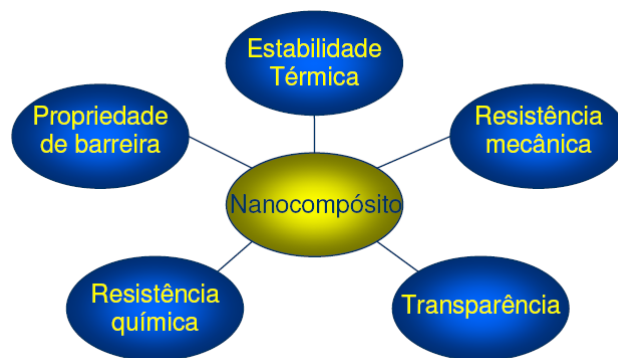 Estabilidade
Térmica
Propriedade
de barreira
Resistência
mecânica
Nanocompósito
Resistência
química
Transparência